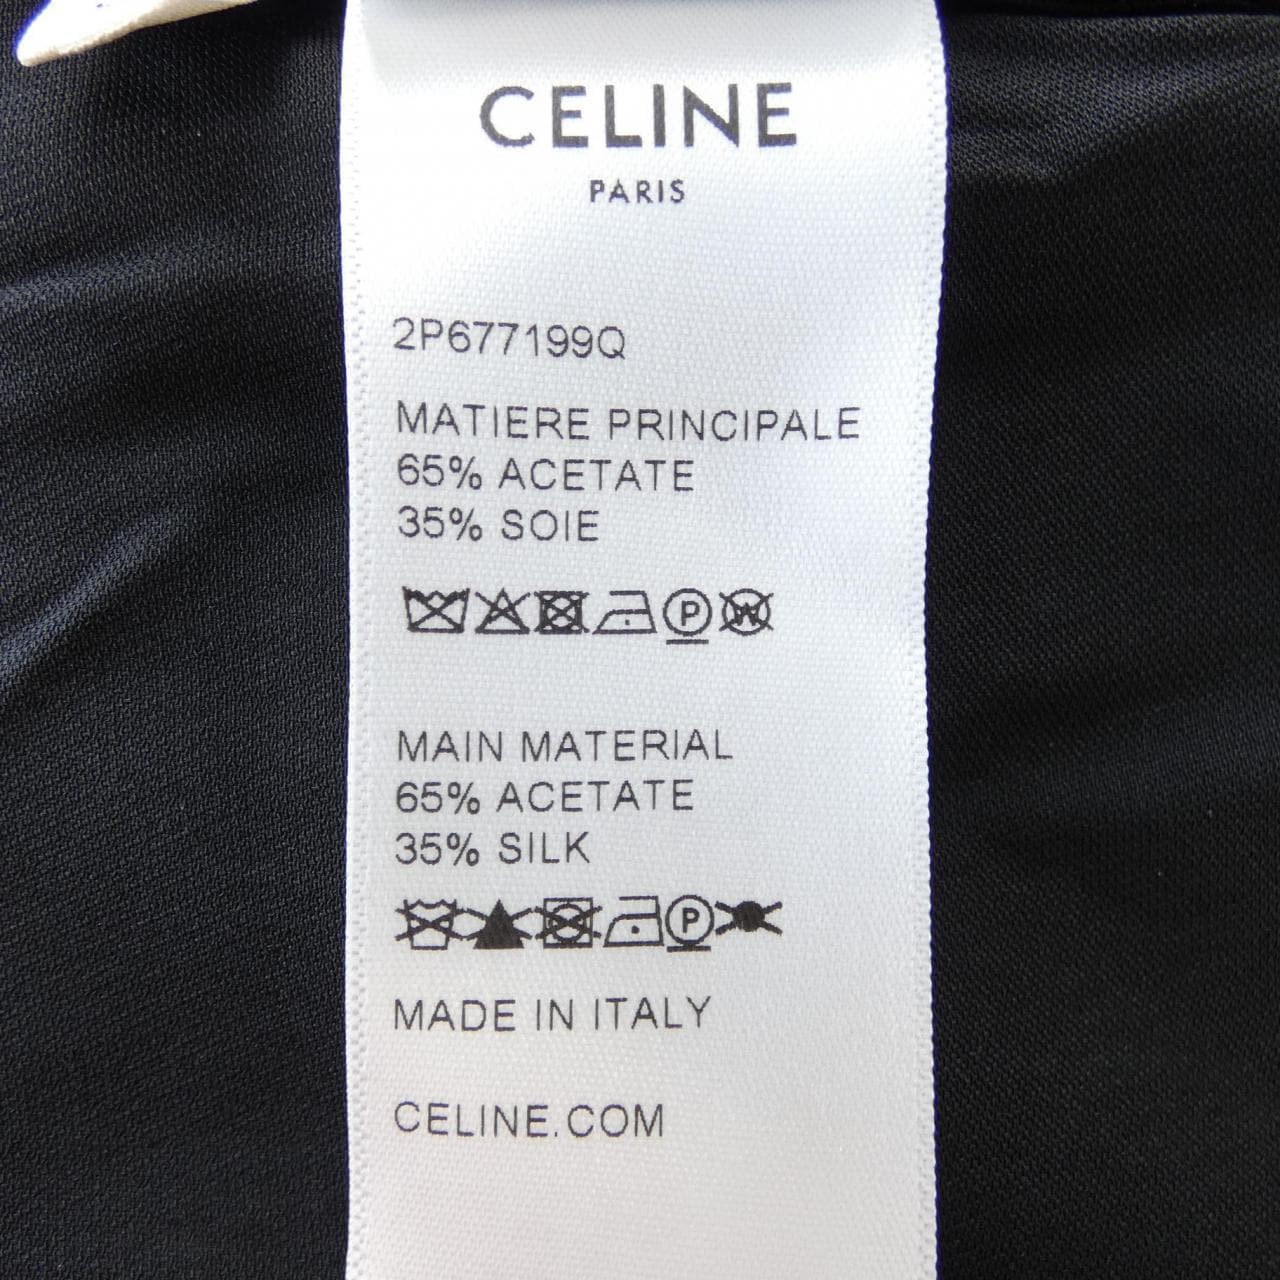 CELINE
PARIS
2P677199Q
MATIERE PRINCIPALE
65% ACETATE
35% SOIE
P W
MAIN MATERIAL
65% ACETATE
35% SILK
P
MADE IN ITALY
CELINE.COM